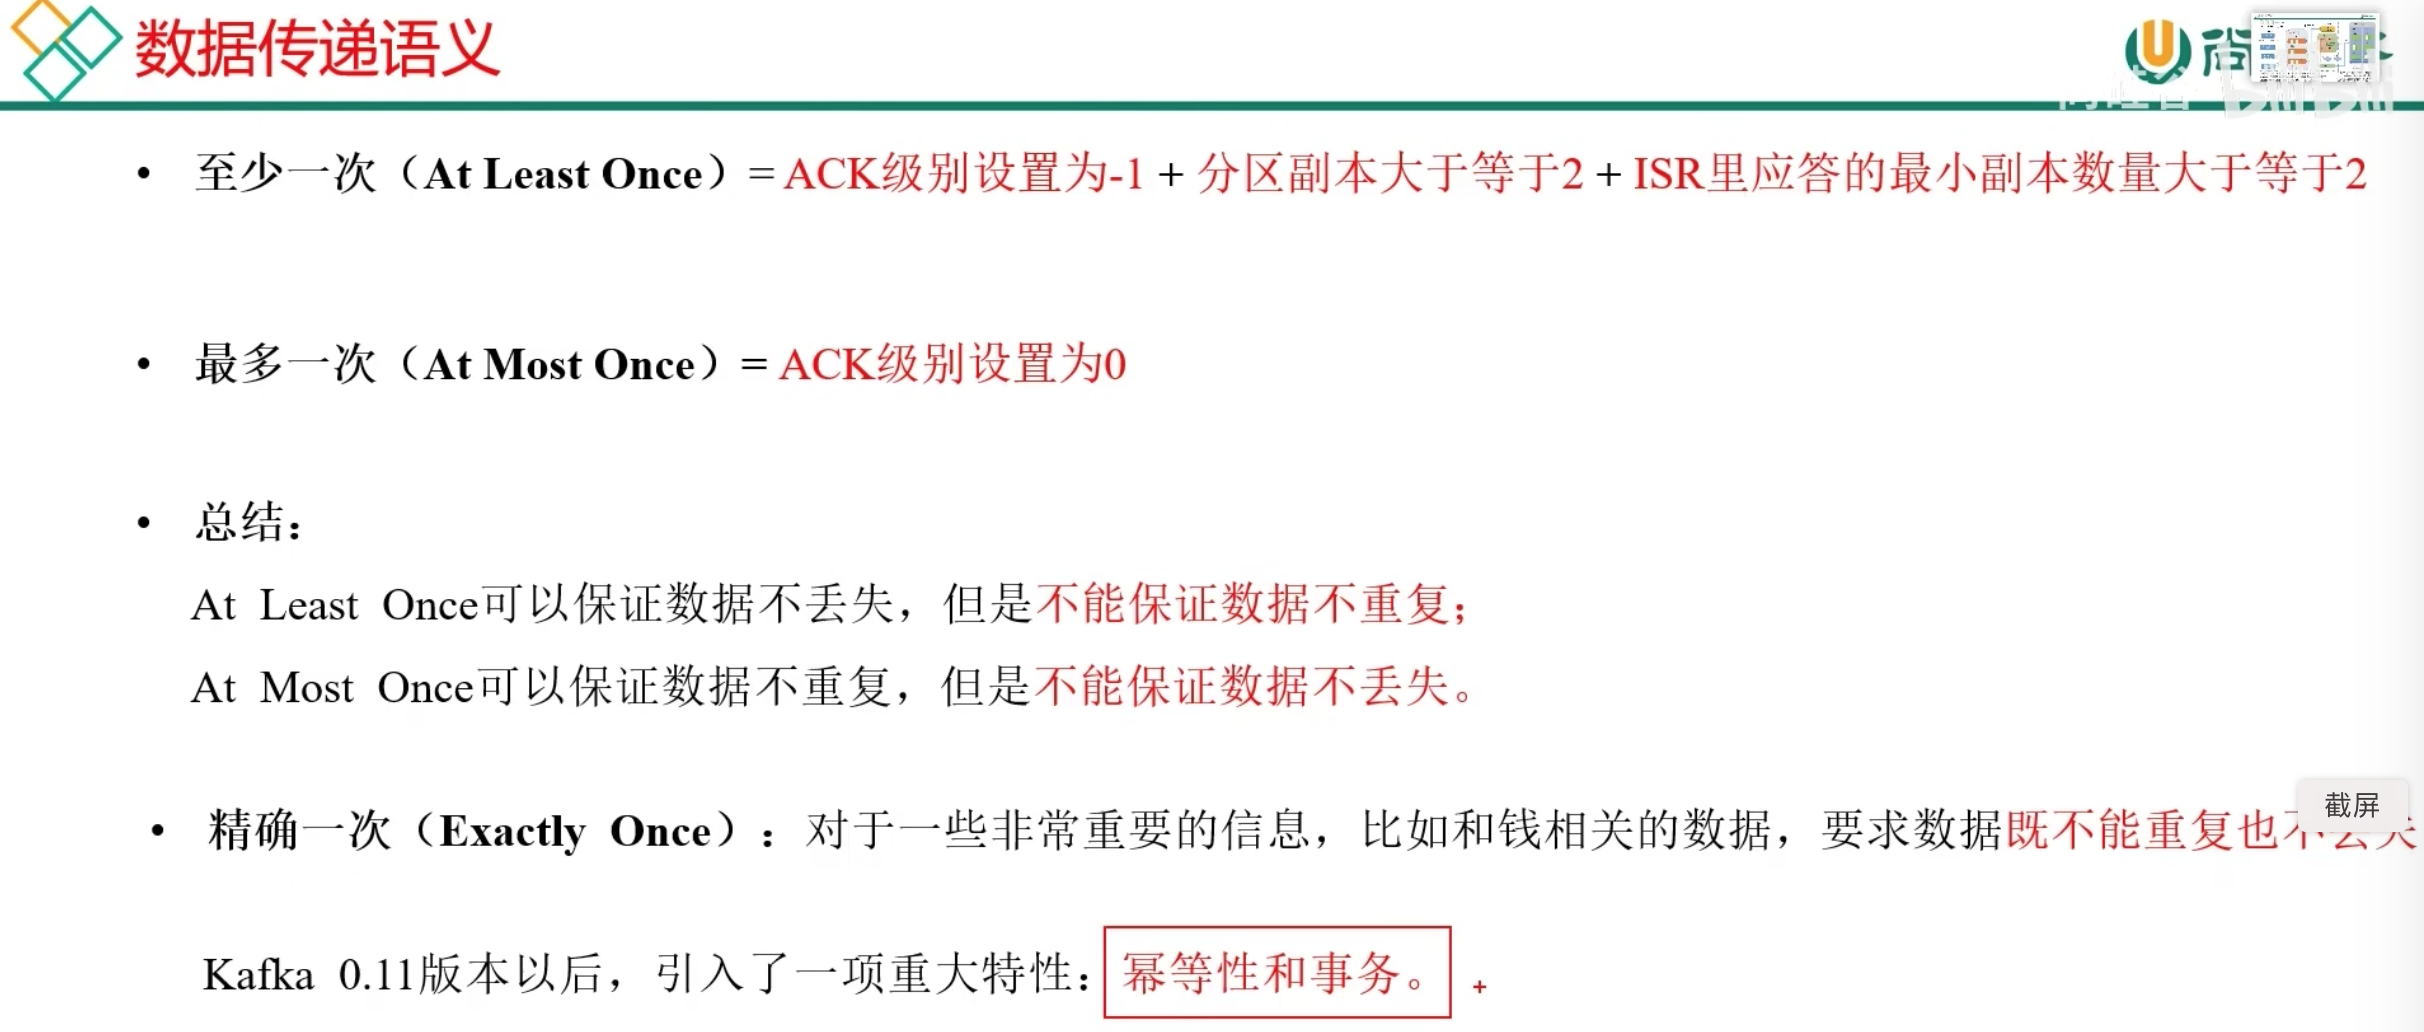 数据传递语义
尚
• 至少一次（At Least Once）= ACK级别设置为-1 + 分区副本大于等于2 + ISR里应答的最小副本数量大于等于2
• 最多一次（At Most Once）= ACK级别设置为0
• 总结：
At Least Once可以保证数据不丢失，但是不能保证数据不重复；
At Most Once可以保证数据不重复，但是不能保证数据不丢失。
截屏
• 精确一次（Exactly Once）：对于一些非常重要的信息，比如和钱相关的数据，要求数据既不能重复也不丢失
Kafka 0.11版本以后，引入了一项重大特性：幂等性和事务。 +